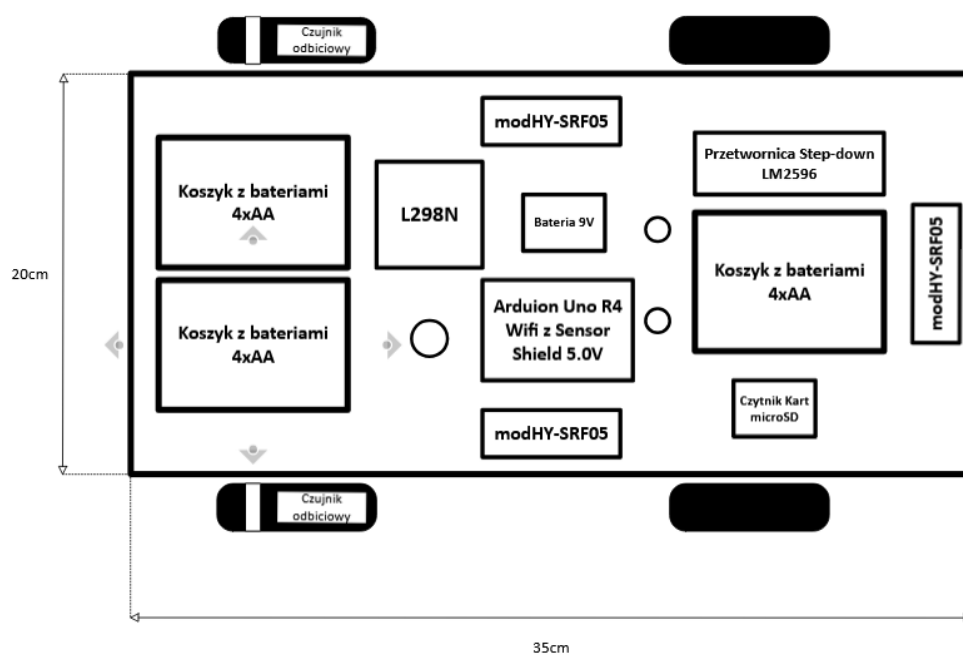 Czujnik
odbiciowy
modHY-SRF05
Przetwornica Step-down
LM2596
Koszyk z bateriami
4xAA
L298N
Bateria 9V
Koszyk z bateriami
4xAA
modHY-SRF05
20cm
Koszyk z bateriami
4xAA
Arduion Uno R4
Wifi z Sensor
Shield 5.0V
Czytnik Kart
microSD
modHY-SRF05
Czujnik
odbiciowy
35cm